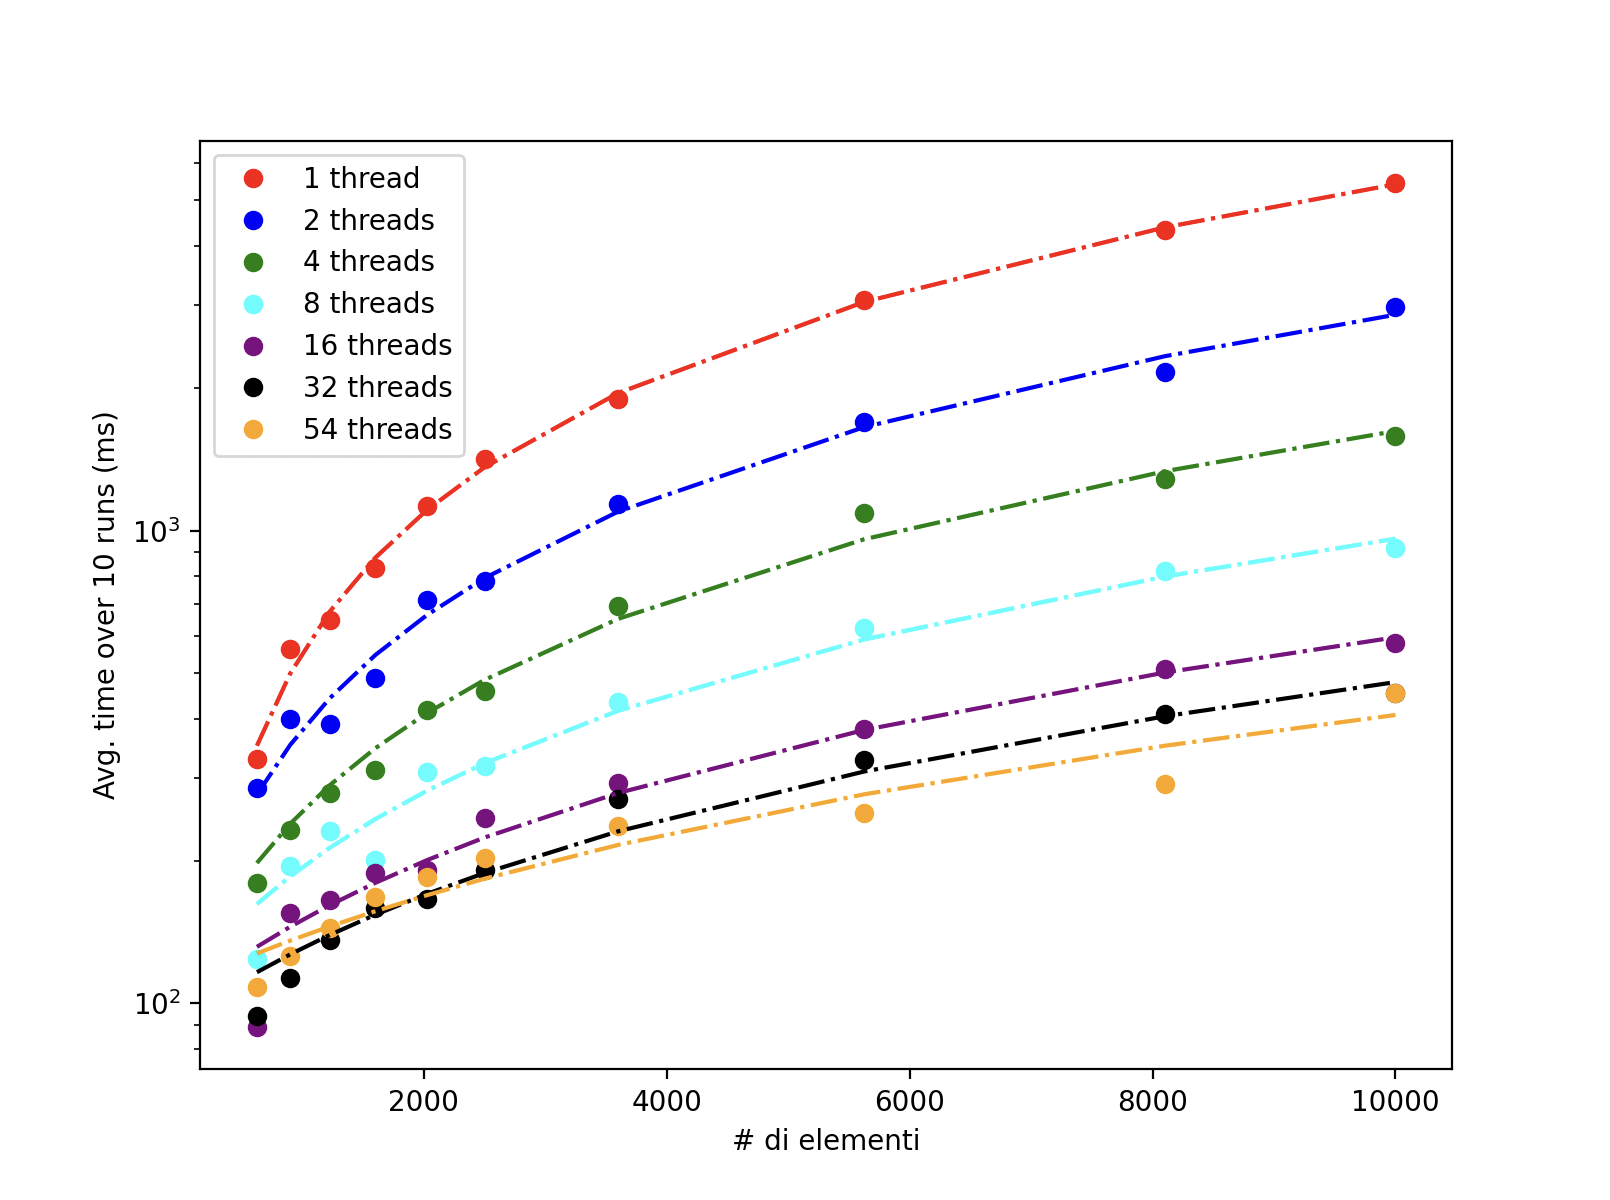 1 thread
2 threads
4 threads
8 threads
16 threads
32 threads
54 threads
Avg. time over 10 runs (ms)
10³
10²
2000 4000 6000 8000 10000
# di elementi